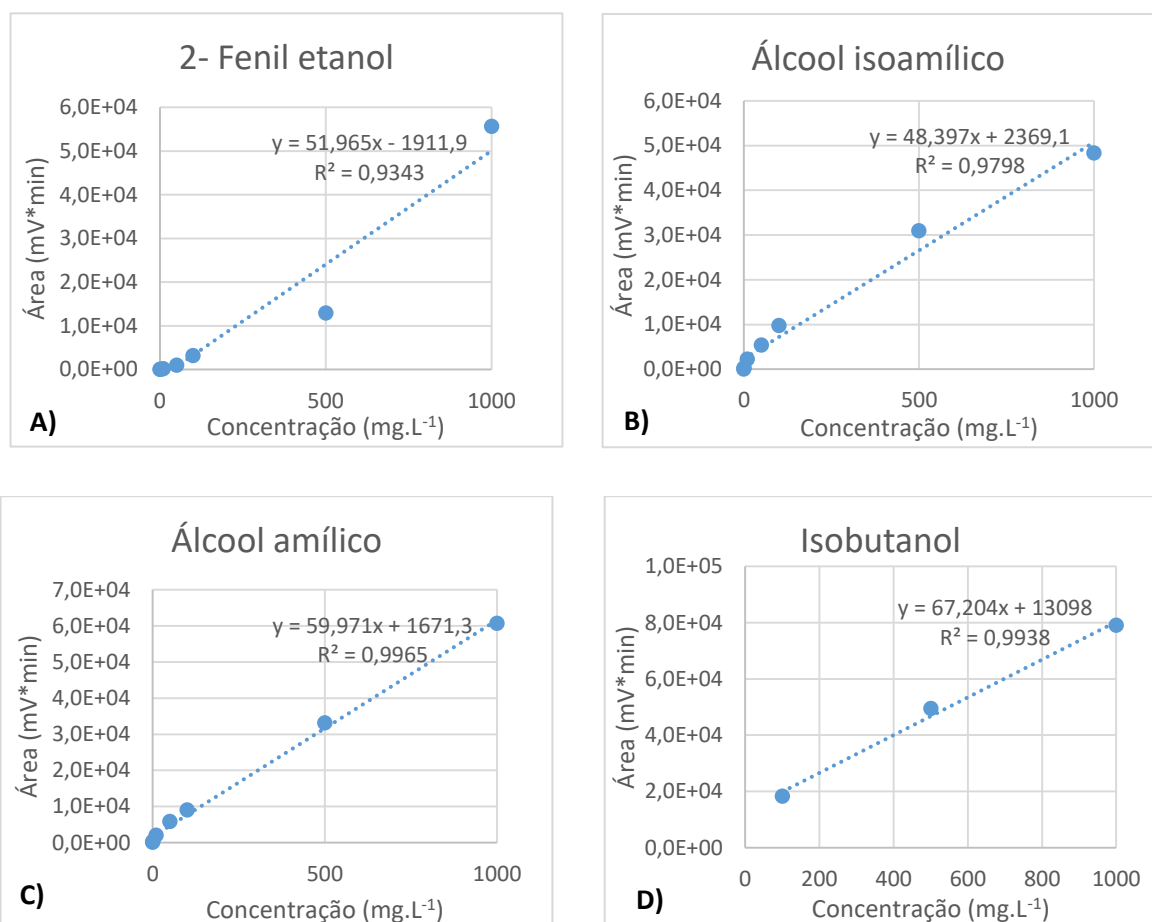 2- Fenil etanol
6,0E+04
5,0E+04
4,0E+04
3,0E+04
2,0E+04
1,0E+04
0,0E+00
Área (mV*min)
y = 51,965x - 1911,9
R² = 0,9343
0
500
1000
Concentração (mg.L⁻¹)
A)
Álcool isoamílico
6,0E+04
5,0E+04
4,0E+04
3,0E+04
2,0E+04
1,0E+04
0,0E+00
Área (mV*min)
y = 48,397x + 2369,1
R² = 0,9798
0
500
1000
Concentração (mg.L⁻¹)
B)
Álcool amílico
7,0E+04
6,0E+04
5,0E+04
4,0E+04
3,0E+04
2,0E+04
1,0E+04
0,0E+00
Área (mV*min)
y = 59,971x + 1671,3
R² = 0,9965
0
500
1000
Concentração (mg.L⁻¹)
C)
Isobutanol
1,0E+05
8,0E+04
6,0E+04
4,0E+04
2,0E+04
0,0E+00
Área (mV*min)
y = 67,204x + 13098
R² = 0,9938
0
200
400
600
800
1000
Concentração (mg.L⁻¹)
D)